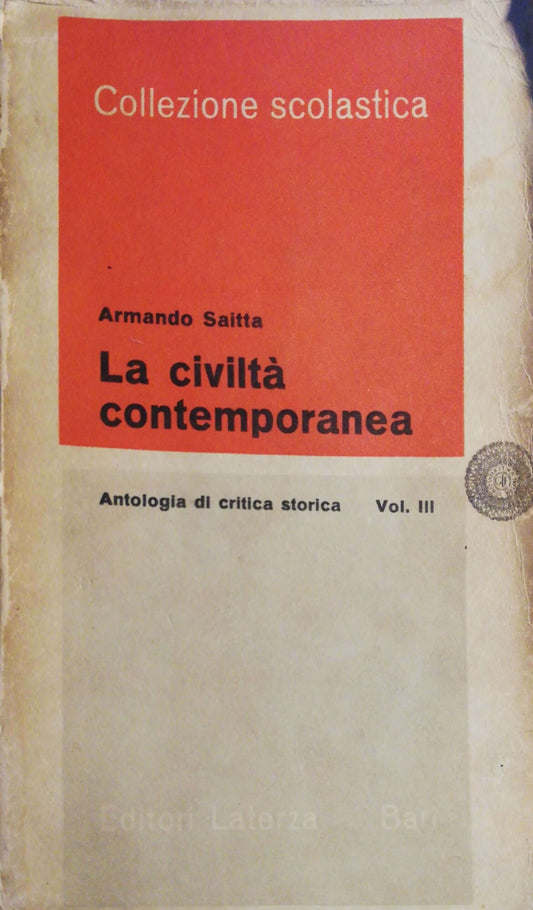 Collezione scolastica
Armando Saitta
La civiltà
contemporanea
Antologia di critica storica Vol. III
Editori Laterza Bari